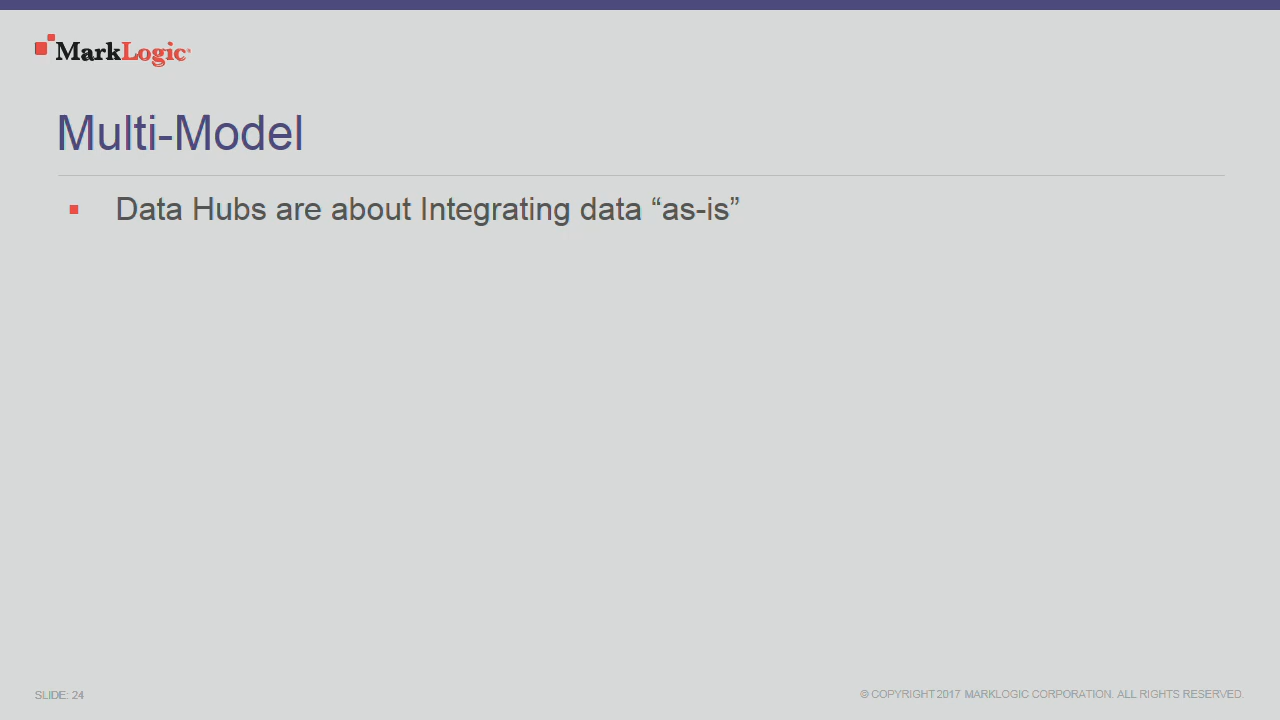 MarkLogic
Multi-Model
Data Hubs are about Integrating data “as-is”
SLIDE: 24
© COPYRIGHT 2017 MARKLOGIC CORPORATION. ALL RIGHTS RESERVED.